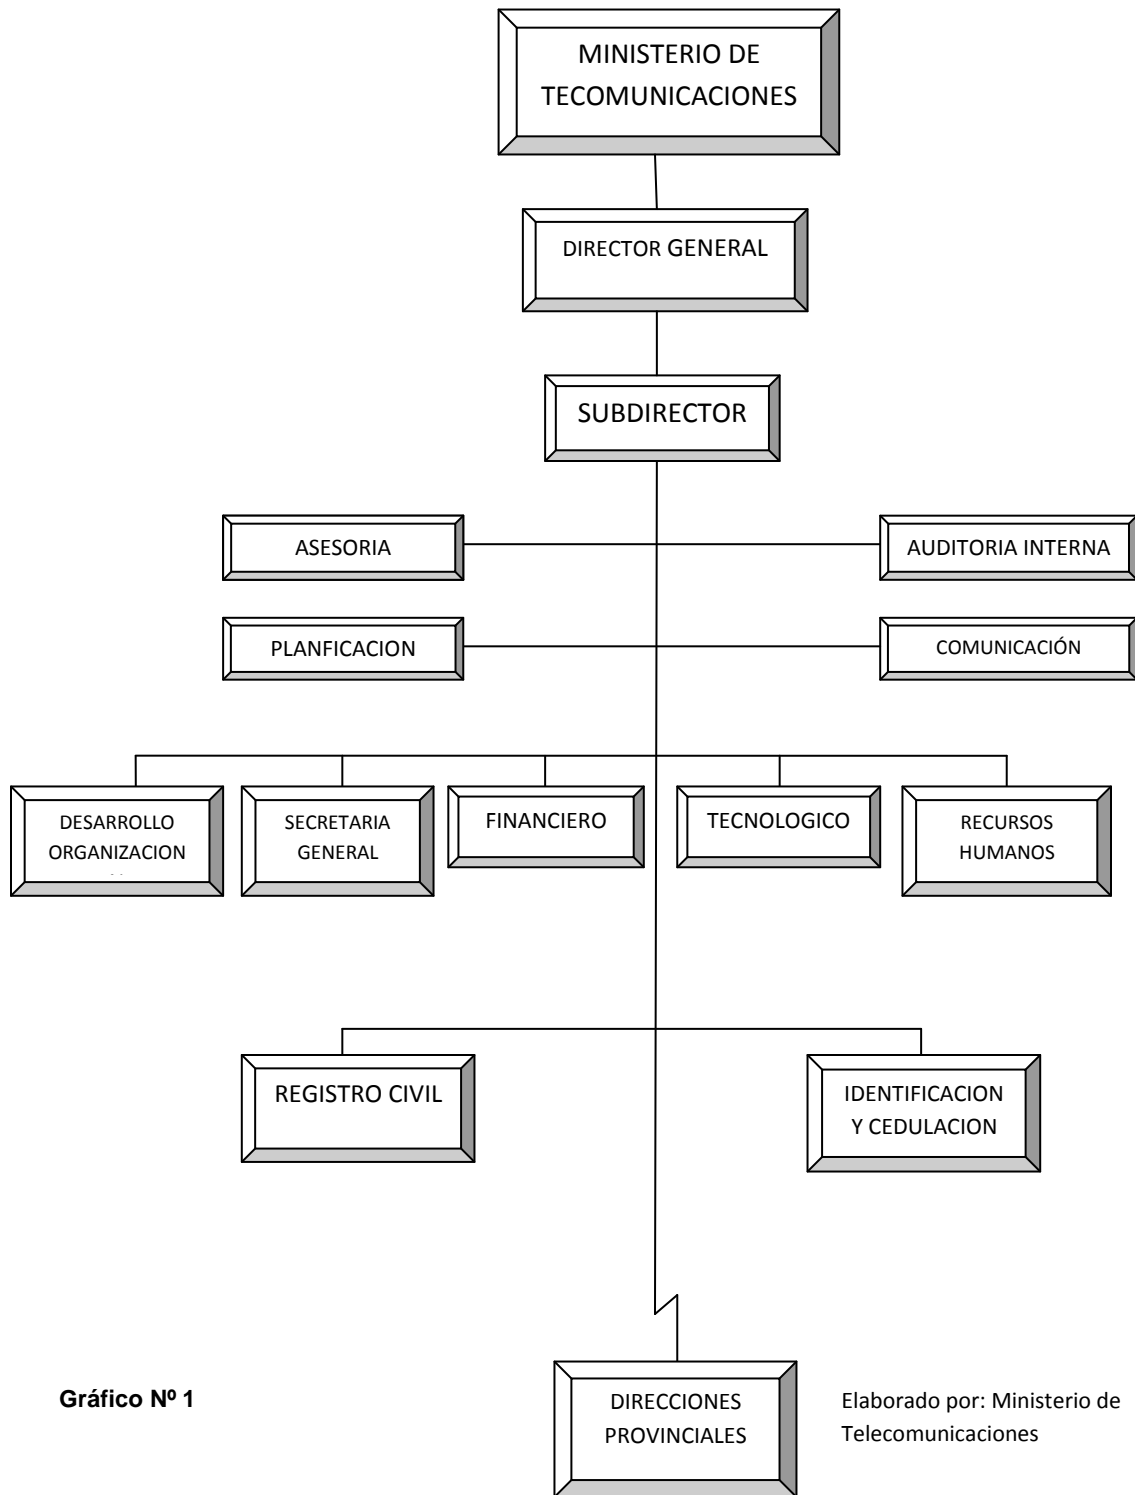 MINISTERIO DE
TECOMUNICACIONES
DIRECTOR GENERAL
SUBDIRECTOR
ASESORIA
AUDITORIA INTERNA
PLANFICACION
COMUNICACIÓN
DESARROLLO
ORGANIZACION
SECRETARIA
GENERAL
FINANCIERO
TECNOLOGICO
RECURSOS
HUMANOS
REGISTRO CIVIL
IDENTIFICACION
Y CEDULACION
DIRECCIONES
PROVINCIALES
Gráfico Nº 1
Elaborado por: Ministerio de
Telecomunicaciones